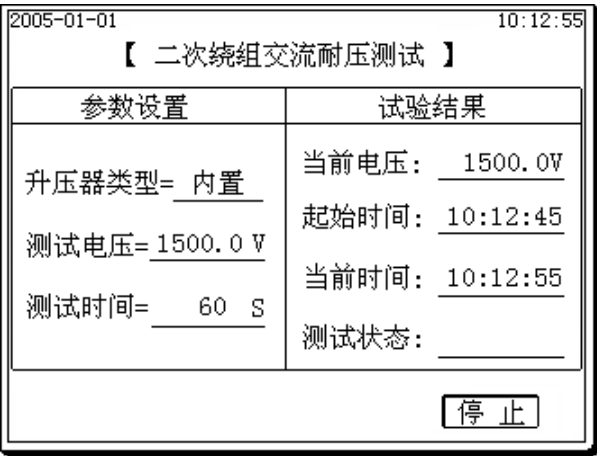 2005-01-01 10:12:55
【 二次绕组交流耐压测试 】
参数设置
升压器类型= 内置
测试电压=1500.0 V
测试时间= 60 S
试验结果
当前电压: 1500.0V
起始时间: 10:12:45
当前时间: 10:12:55
测试状态:
停 止